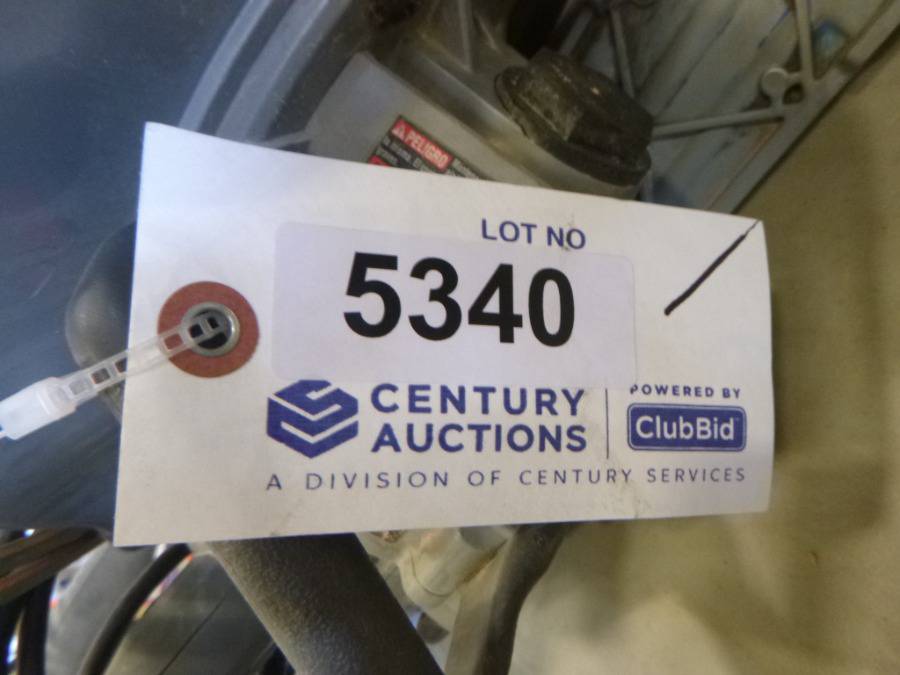 PELIGRO
LOT NO
5340
CENTURY
AUCTIONS
POWERED BY
ClubBid
A DIVISION OF CENTURY SERVICES